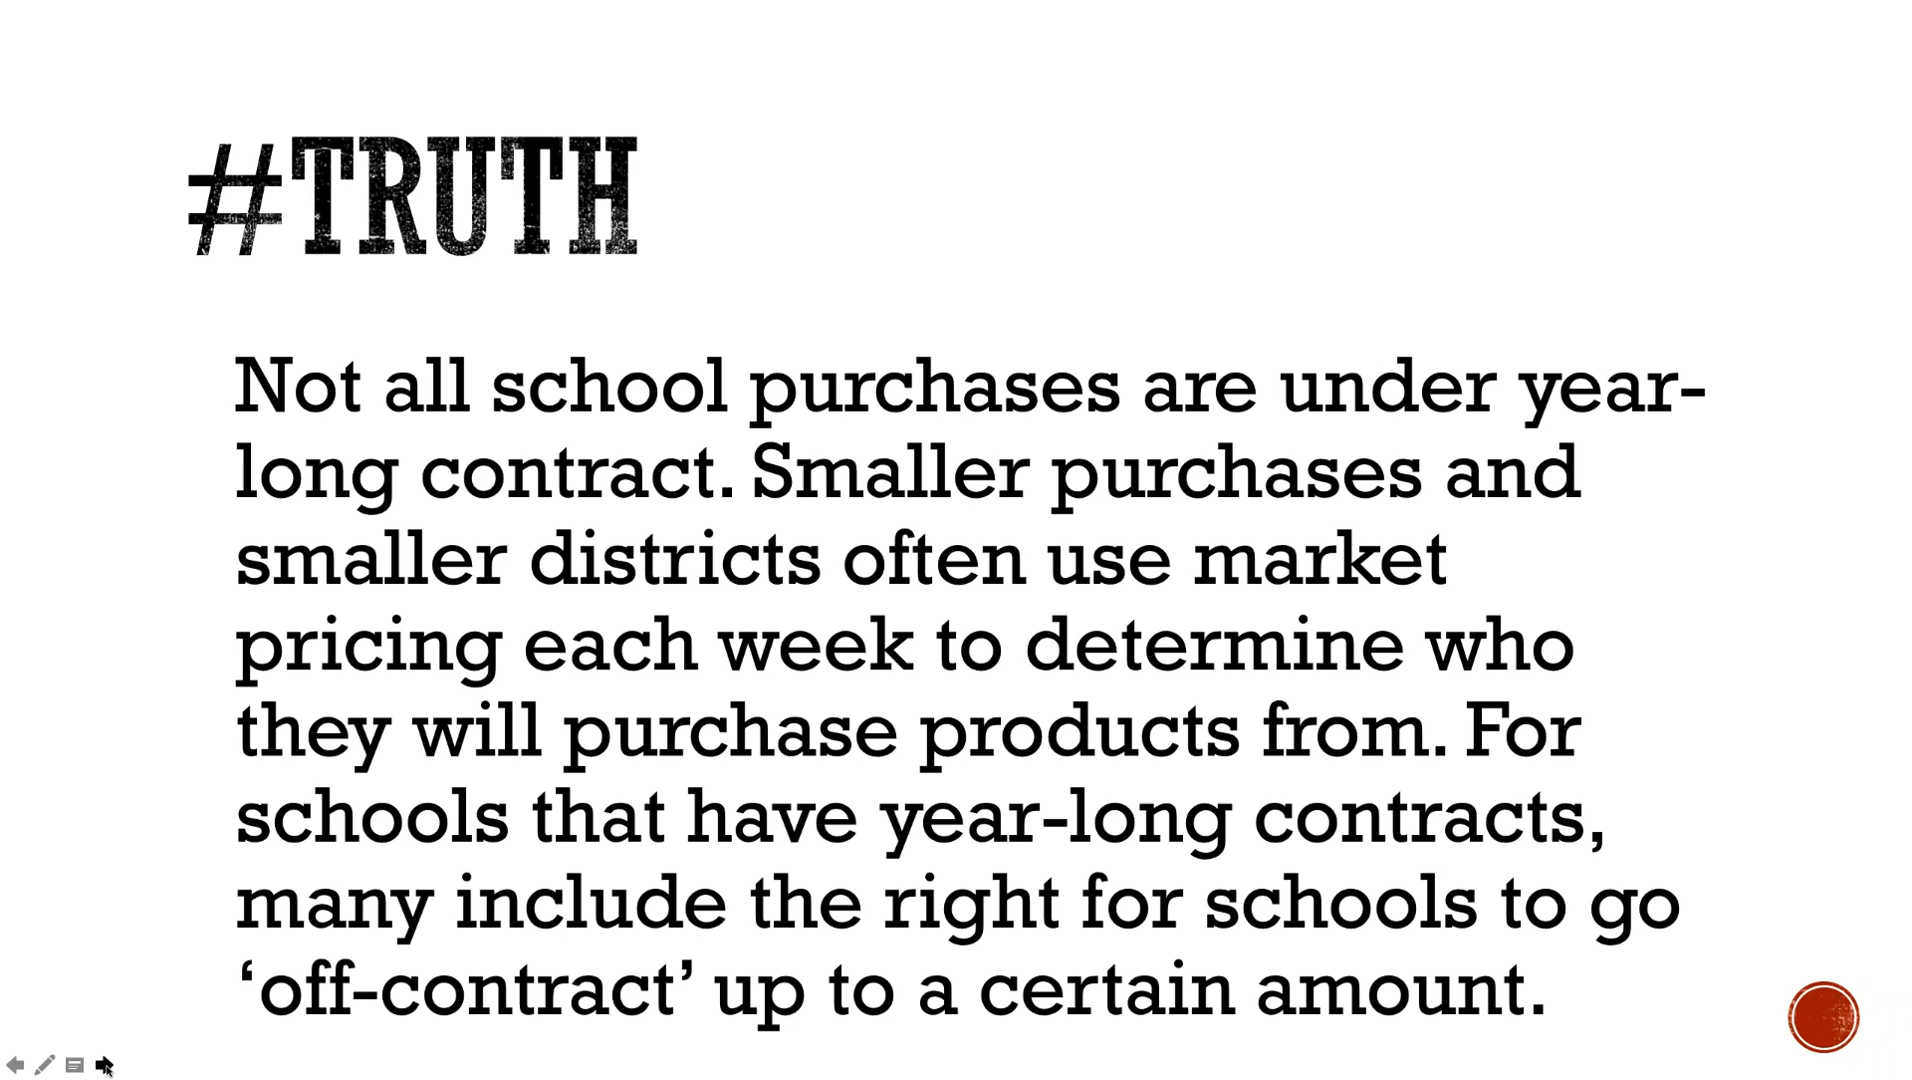 #TRUTH
Not all school purchases are under year-
long contract. Smaller purchases and
smaller districts often use market
pricing each week to determine who
they will purchase products from. For
schools that have year-long contracts,
many include the right for schools to go
‘off-contract’ up to a certain amount.